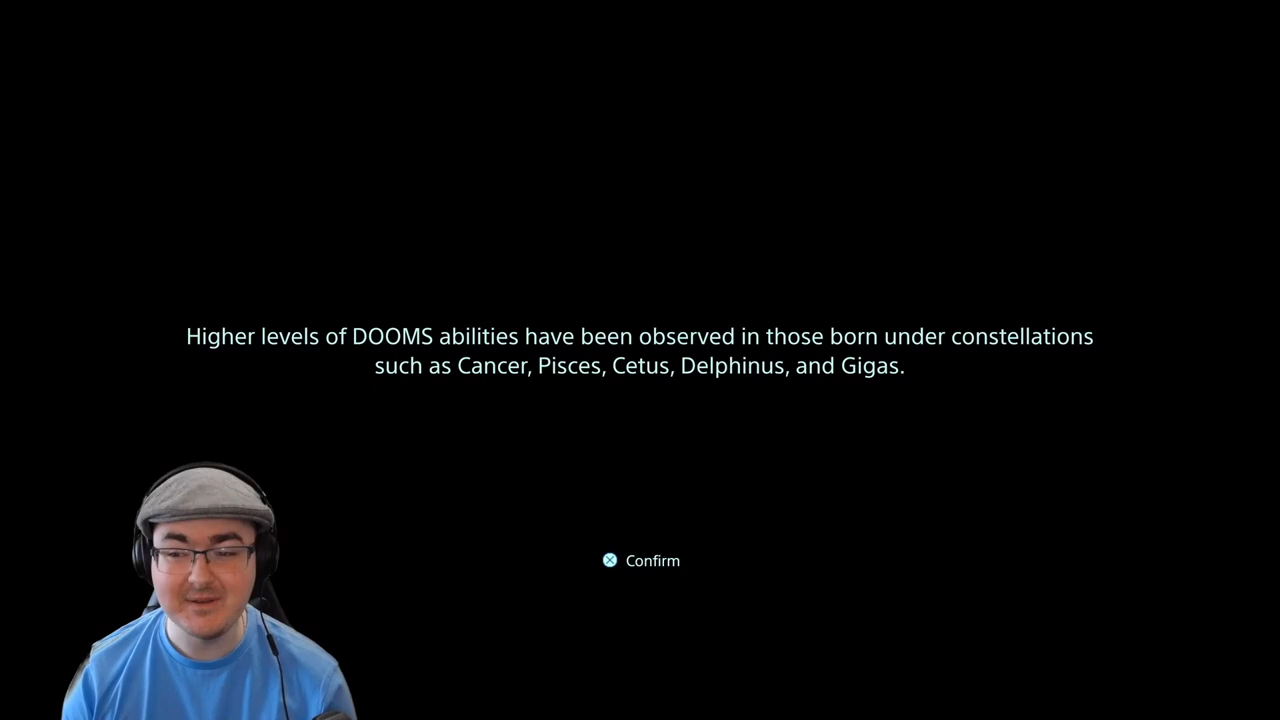 Higher levels of DOOMS abilities have been observed in those born under constellations
such as Cancer, Pisces, Cetus, Delphinus, and Gigas.
Confirm